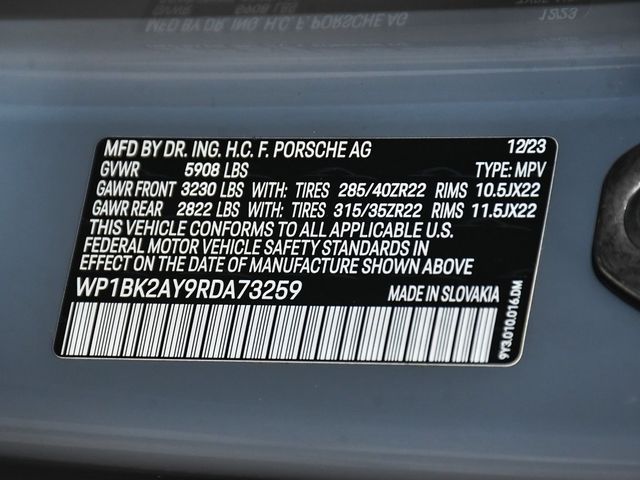 MFD BY DR. ING. H.C. F. PORSCHE AG 12/23
GVWR 5908 LBS TYPE: MPV
GAWR FRONT 3230 LBS WITH: TIRES 285/40ZR22 RIMS 10.5JX22
GAWR REAR 2822 LBS WITH: TIRES 315/35ZR22 RIMS 11.5JX22
THIS VEHICLE CONFORMS TO ALL APPLICABLE U.S.
FEDERAL MOTOR VEHICLE SAFETY STANDARDS IN
EFFECT ON THE DATE OF MANUFACTURE SHOWN ABOVE
WP1BK2AY9RDA73259 MADE IN SLOVAKIA
9Y3.010.016.DM